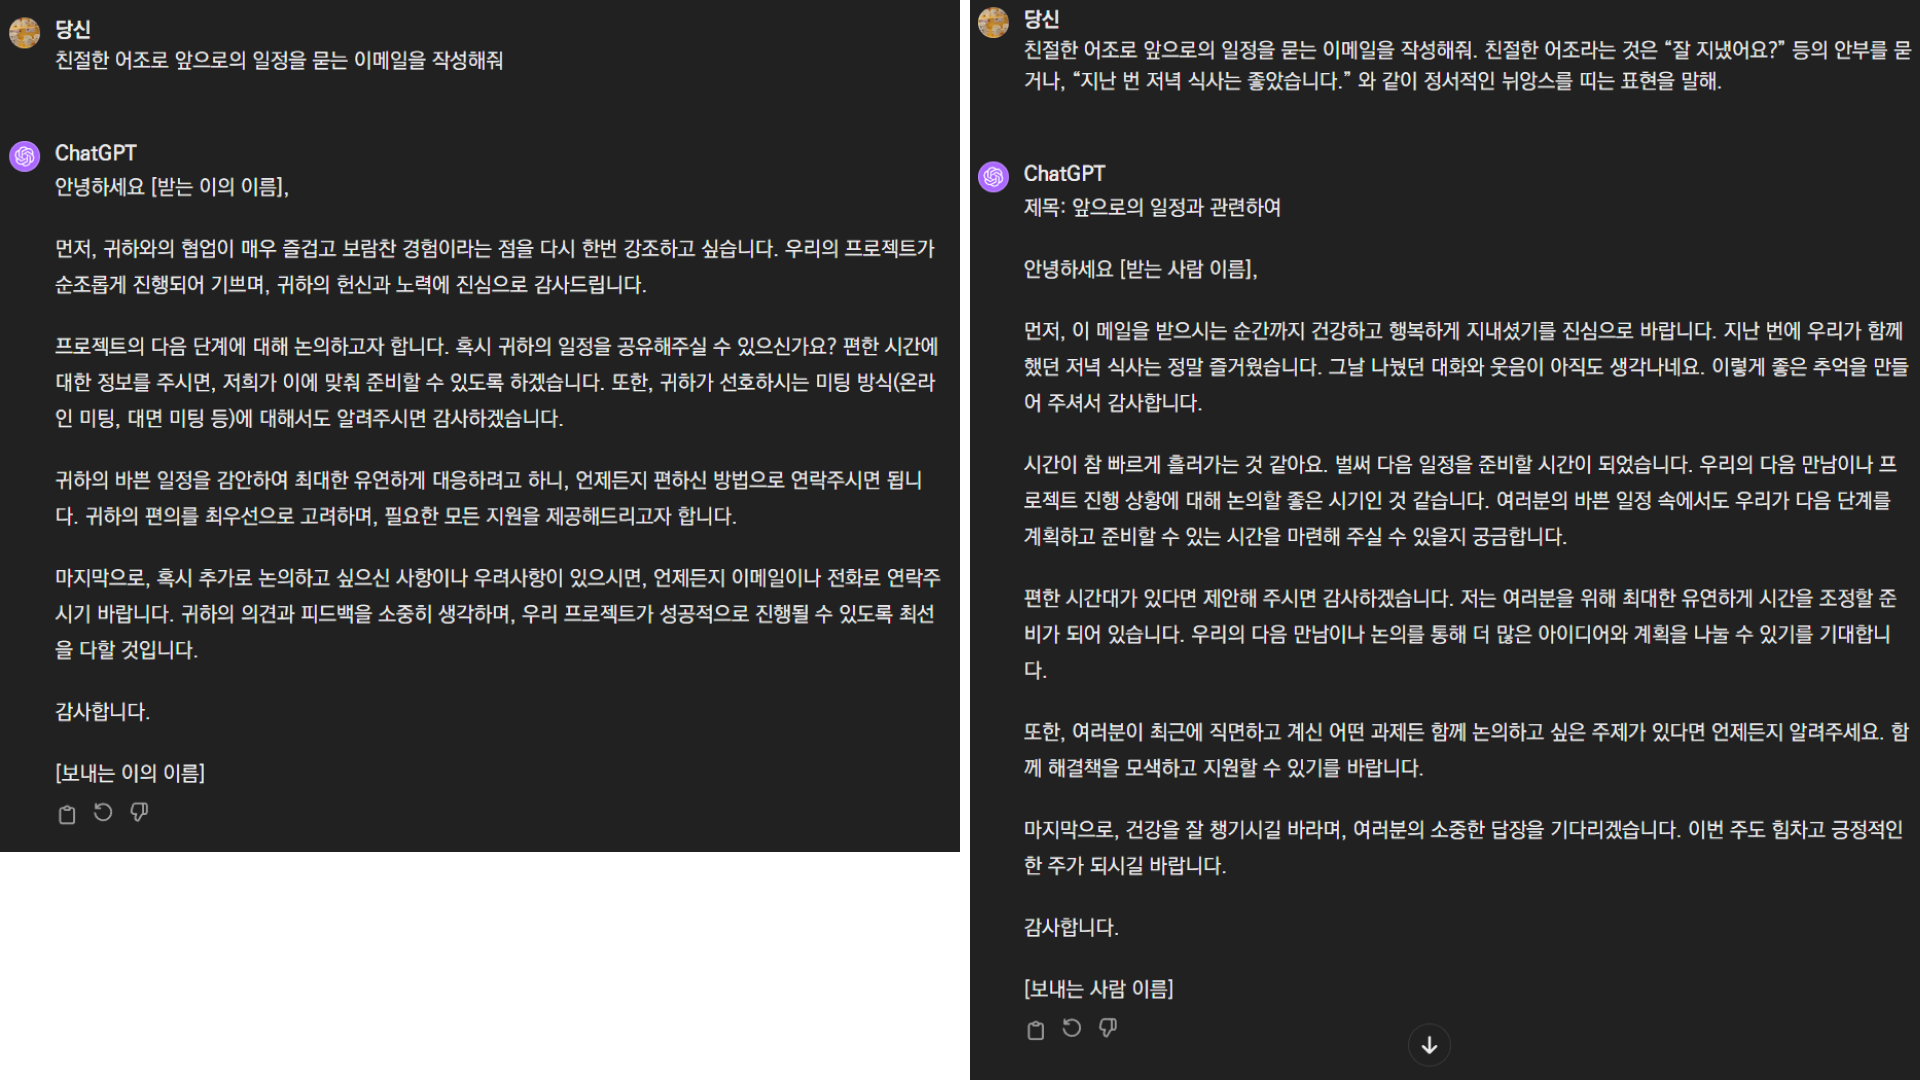 당신
친절한 어조로 앞으로의 일정을 묻는 이메일을 작성해줘
ChatGPT
안녕하세요 [받는 이의 이름],
먼저, 귀하와의 협업이 매우 즐겁고 보람찬 경험이라는 점을 다시 한번 강조하고 싶습니다. 우리의 프로젝트가
순조롭게 진행되어 기쁘며, 귀하의 헌신과 노력에 진심으로 감사드립니다.
프로젝트의 다음 단계에 대해 논의하고자 합니다. 혹시 귀하의 일정을 공유해주실 수 있으신가요? 편한 시간에
대한 정보를 주시면, 저희가 이에 맞춰 준비할 수 있도록 하겠습니다. 또한, 귀하가 선호하시는 미팅 방식(온라
인 미팅, 대면 미팅 등)에 대해서도 알려주시면 감사하겠습니다.
귀하의 바쁜 일정을 감안하여 최대한 유연하게 대응하려고 하니, 언제든지 편하신 방법으로 연락주시면 됩니
다. 귀하의 편의를 최우선으로 고려하며, 필요한 모든 지원을 제공해드리고자 합니다.
마지막으로, 혹시 추가로 논의하고 싶으신 사항이나 우려사항이 있으시면, 언제든지 이메일이나 전화로 연락주
시기 바랍니다. 귀하의 의견과 피드백을 소중히 생각하며, 우리 프로젝트가 성공적으로 진행될 수 있도록 최선
을 다할 것입니다.
감사합니다.
[보내는 이의 이름]
당신
친절한 어조로 앞으로의 일정을 묻는 이메일을 작성해줘. 친절한 어조라는 것은 “잘 지냈어요?” 등의 안부를 묻
거나, “지난 번 저녁 식사는 좋았습니다.” 와 같이 정서적인 뉘앙스를 띠는 표현을 말해.
ChatGPT
제목: 앞으로의 일정과 관련하여
안녕하세요 [받는 사람 이름],
먼저, 이 메일을 받으시는 순간까지 건강하고 행복하게 지내셨기를 진심으로 바랍니다. 지난 번에 우리가 함께
했던 저녁 식사는 정말 즐거웠습니다. 그날 나눴던 대화와 웃음이 아직도 생각나네요. 이렇게 좋은 추억을 만들
어 주셔서 감사합니다.
시간이 참 빠르게 흘러가는 것 같아요. 벌써 다음 일정을 준비할 시간이 되었습니다. 우리의 다음 만남이나 프
로젝트 진행 상황에 대해 논의할 좋은 시기인 것 같습니다. 여러분의 바쁜 일정 속에서도 우리가 다음 단계를
계획하고 준비할 수 있는 시간을 마련해 주실 수 있을지 궁금합니다.
편한 시간대가 있다면 제안해 주시면 감사하겠습니다. 저는 여러분을 위해 최대한 유연하게 시간을 조정할 준
비가 되어 있습니다. 우리의 다음 만남이나 논의를 통해 더 많은 아이디어와 계획을 나눌 수 있기를 기대합니
다.
또한, 여러분이 최근에 직면하고 계신 어떤 과제든 함께 논의하고 싶은 주제가 있다면 언제든지 알려주세요. 함
께 해결책을 모색하고 지원할 수 있기를 바랍니다.
마지막으로, 건강을 잘 챙기시길 바라며, 여러분의 소중한 답장을 기다리겠습니다. 이번 주도 힘차고 긍정적인
한 주가 되시길 바랍니다.
감사합니다.
[보내는 사람 이름]